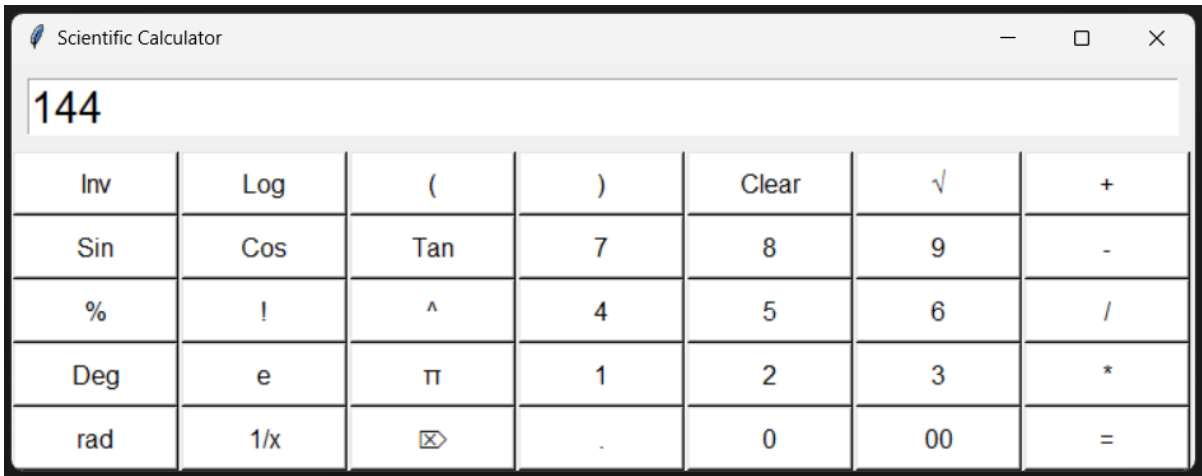 Scientific Calculator
144
Inv Log ( ) Clear √ +
Sin Cos Tan 7 8 9 -
% ! ^ 4 5 6 /
Deg e π 1 2 3 *
rad 1/x ⌦ . 0 00 =